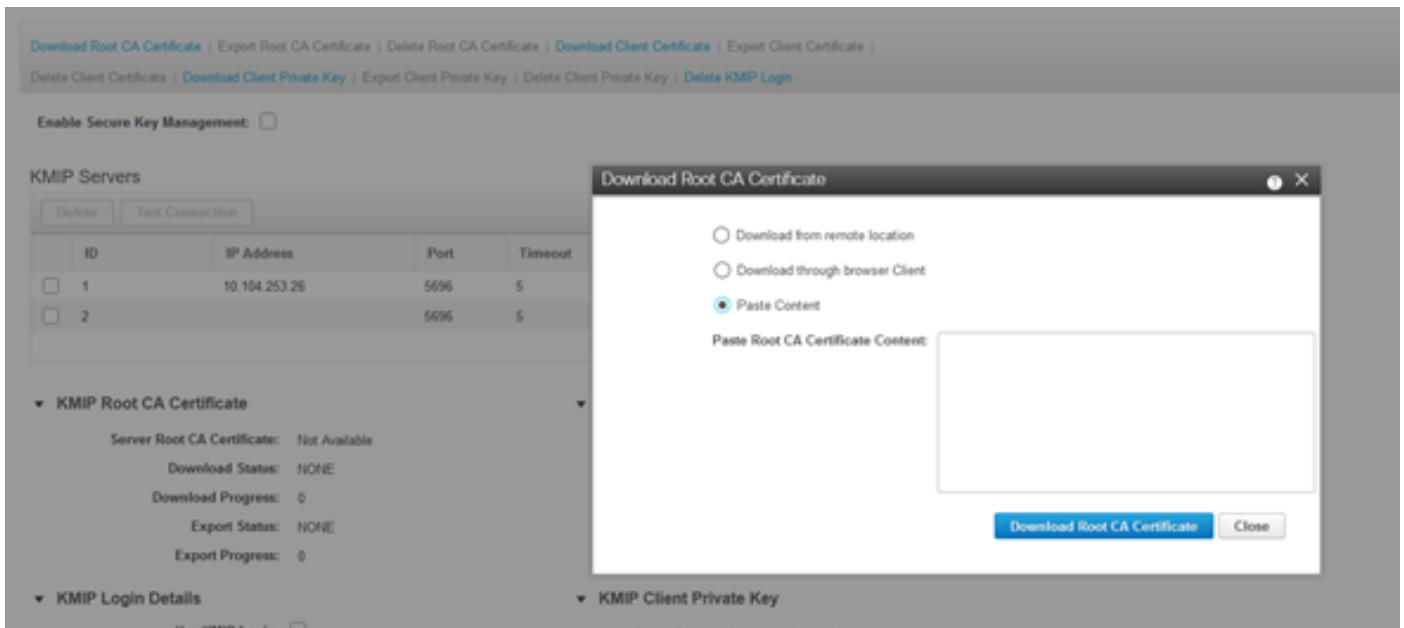 Download Root CA Certificate | Export Root CA Certificate | Delete Root CA Certificate | Download Client Certificate | Export Client Certificate |
Delete Client Certificate | Download Client Private Key | Export Client Private Key | Delete Client Private Key | Delete KMIP Login
Enable Secure Key Management:
KMIP Servers
Delete Test Connection
ID IP Address Port Timeout
1 10.104.253.26 5696 5
2 5696 5
Download Root CA Certificate
Download from remote location
Download through browser Client
Paste Content
Paste Root CA Certificate Content:
Download Root CA Certificate Close
KMIP Root CA Certificate
Server Root CA Certificate: Not Available
Download Status: NONE
Download Progress: 0
Export Status: NONE
Export Progress: 0
KMIP Login Details
KMIP Client Private Key